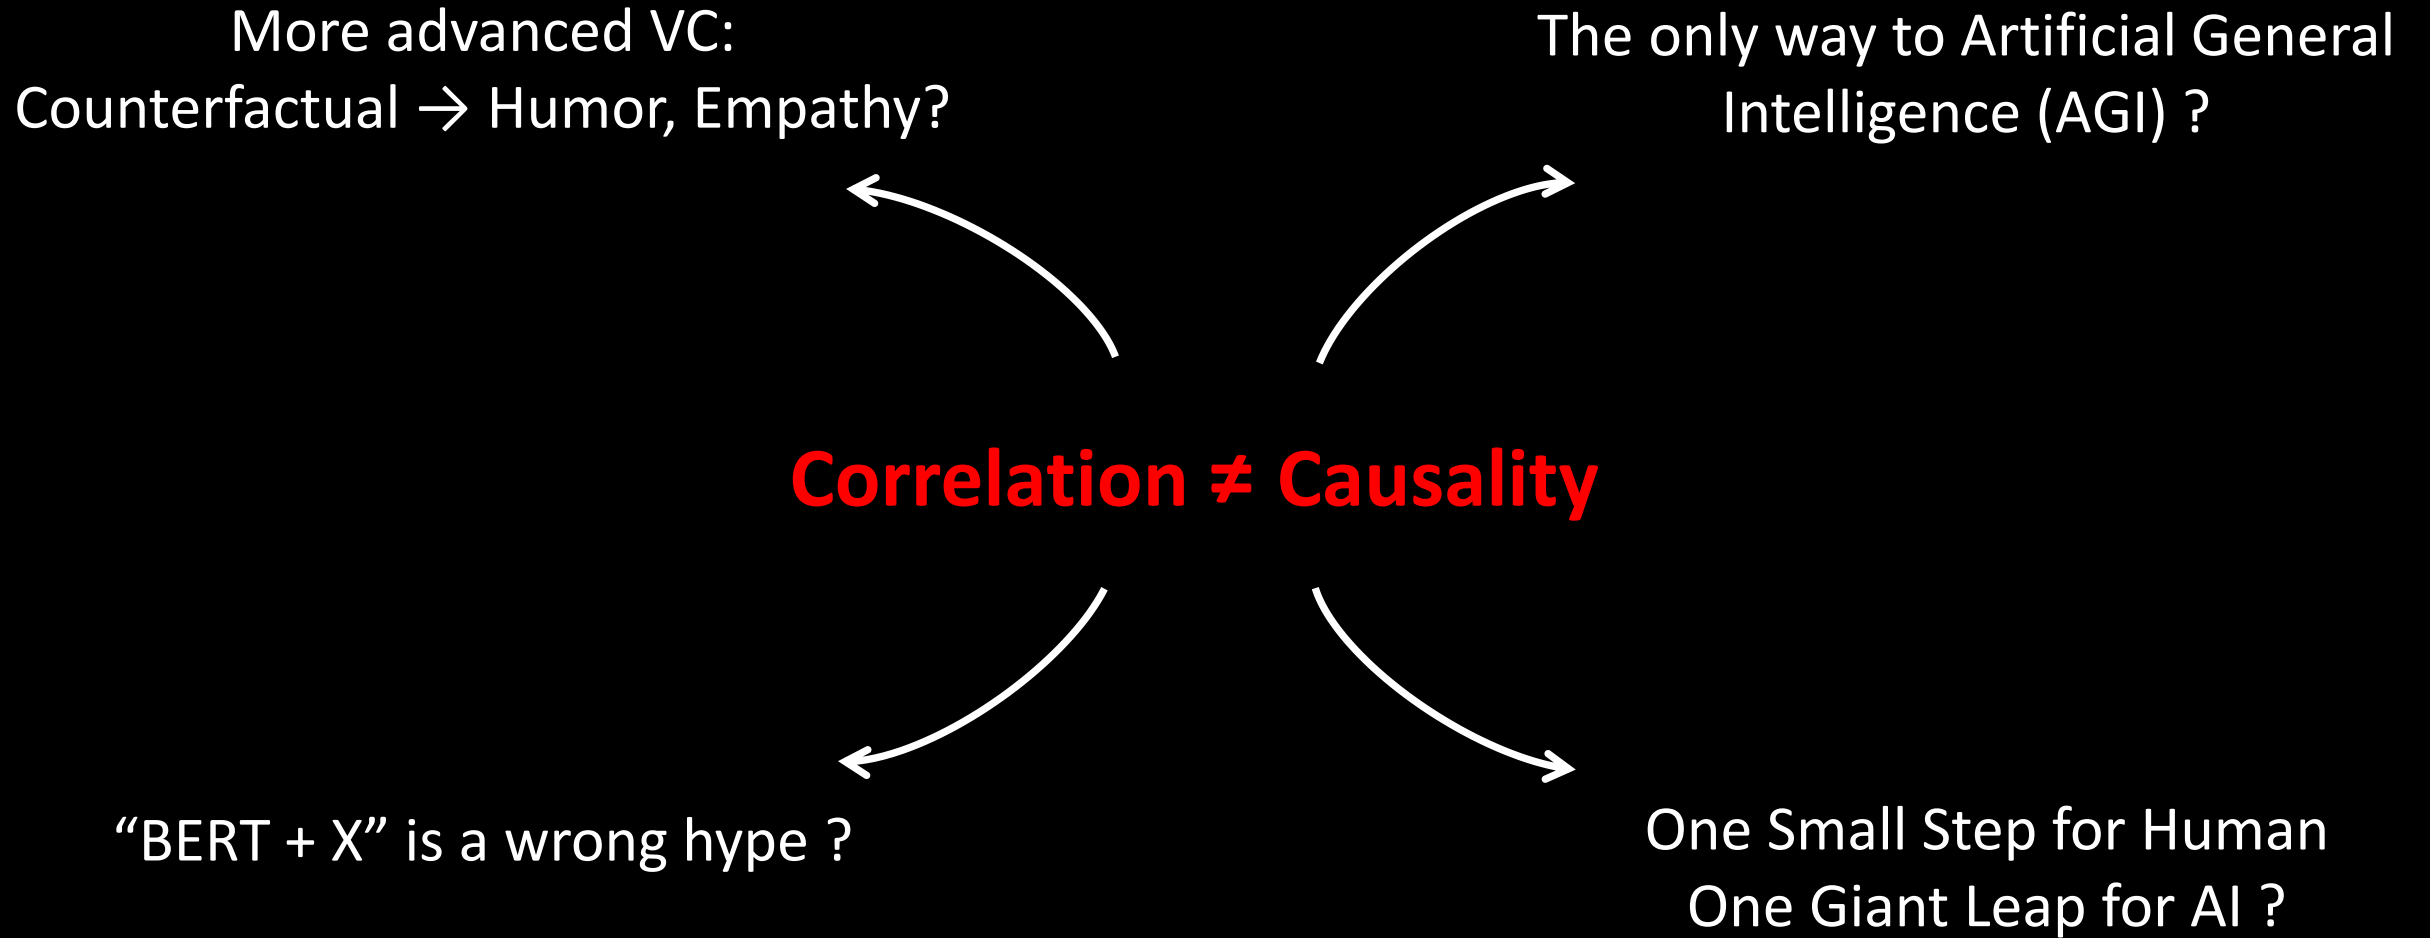 More advanced VC:
Counterfactual → Humor, Empathy?
The only way to Artificial General
Intelligence (AGI) ?
Correlation ≠ Causality
“BERT + X” is a wrong hype ?
One Small Step for Human
One Giant Leap for AI ?